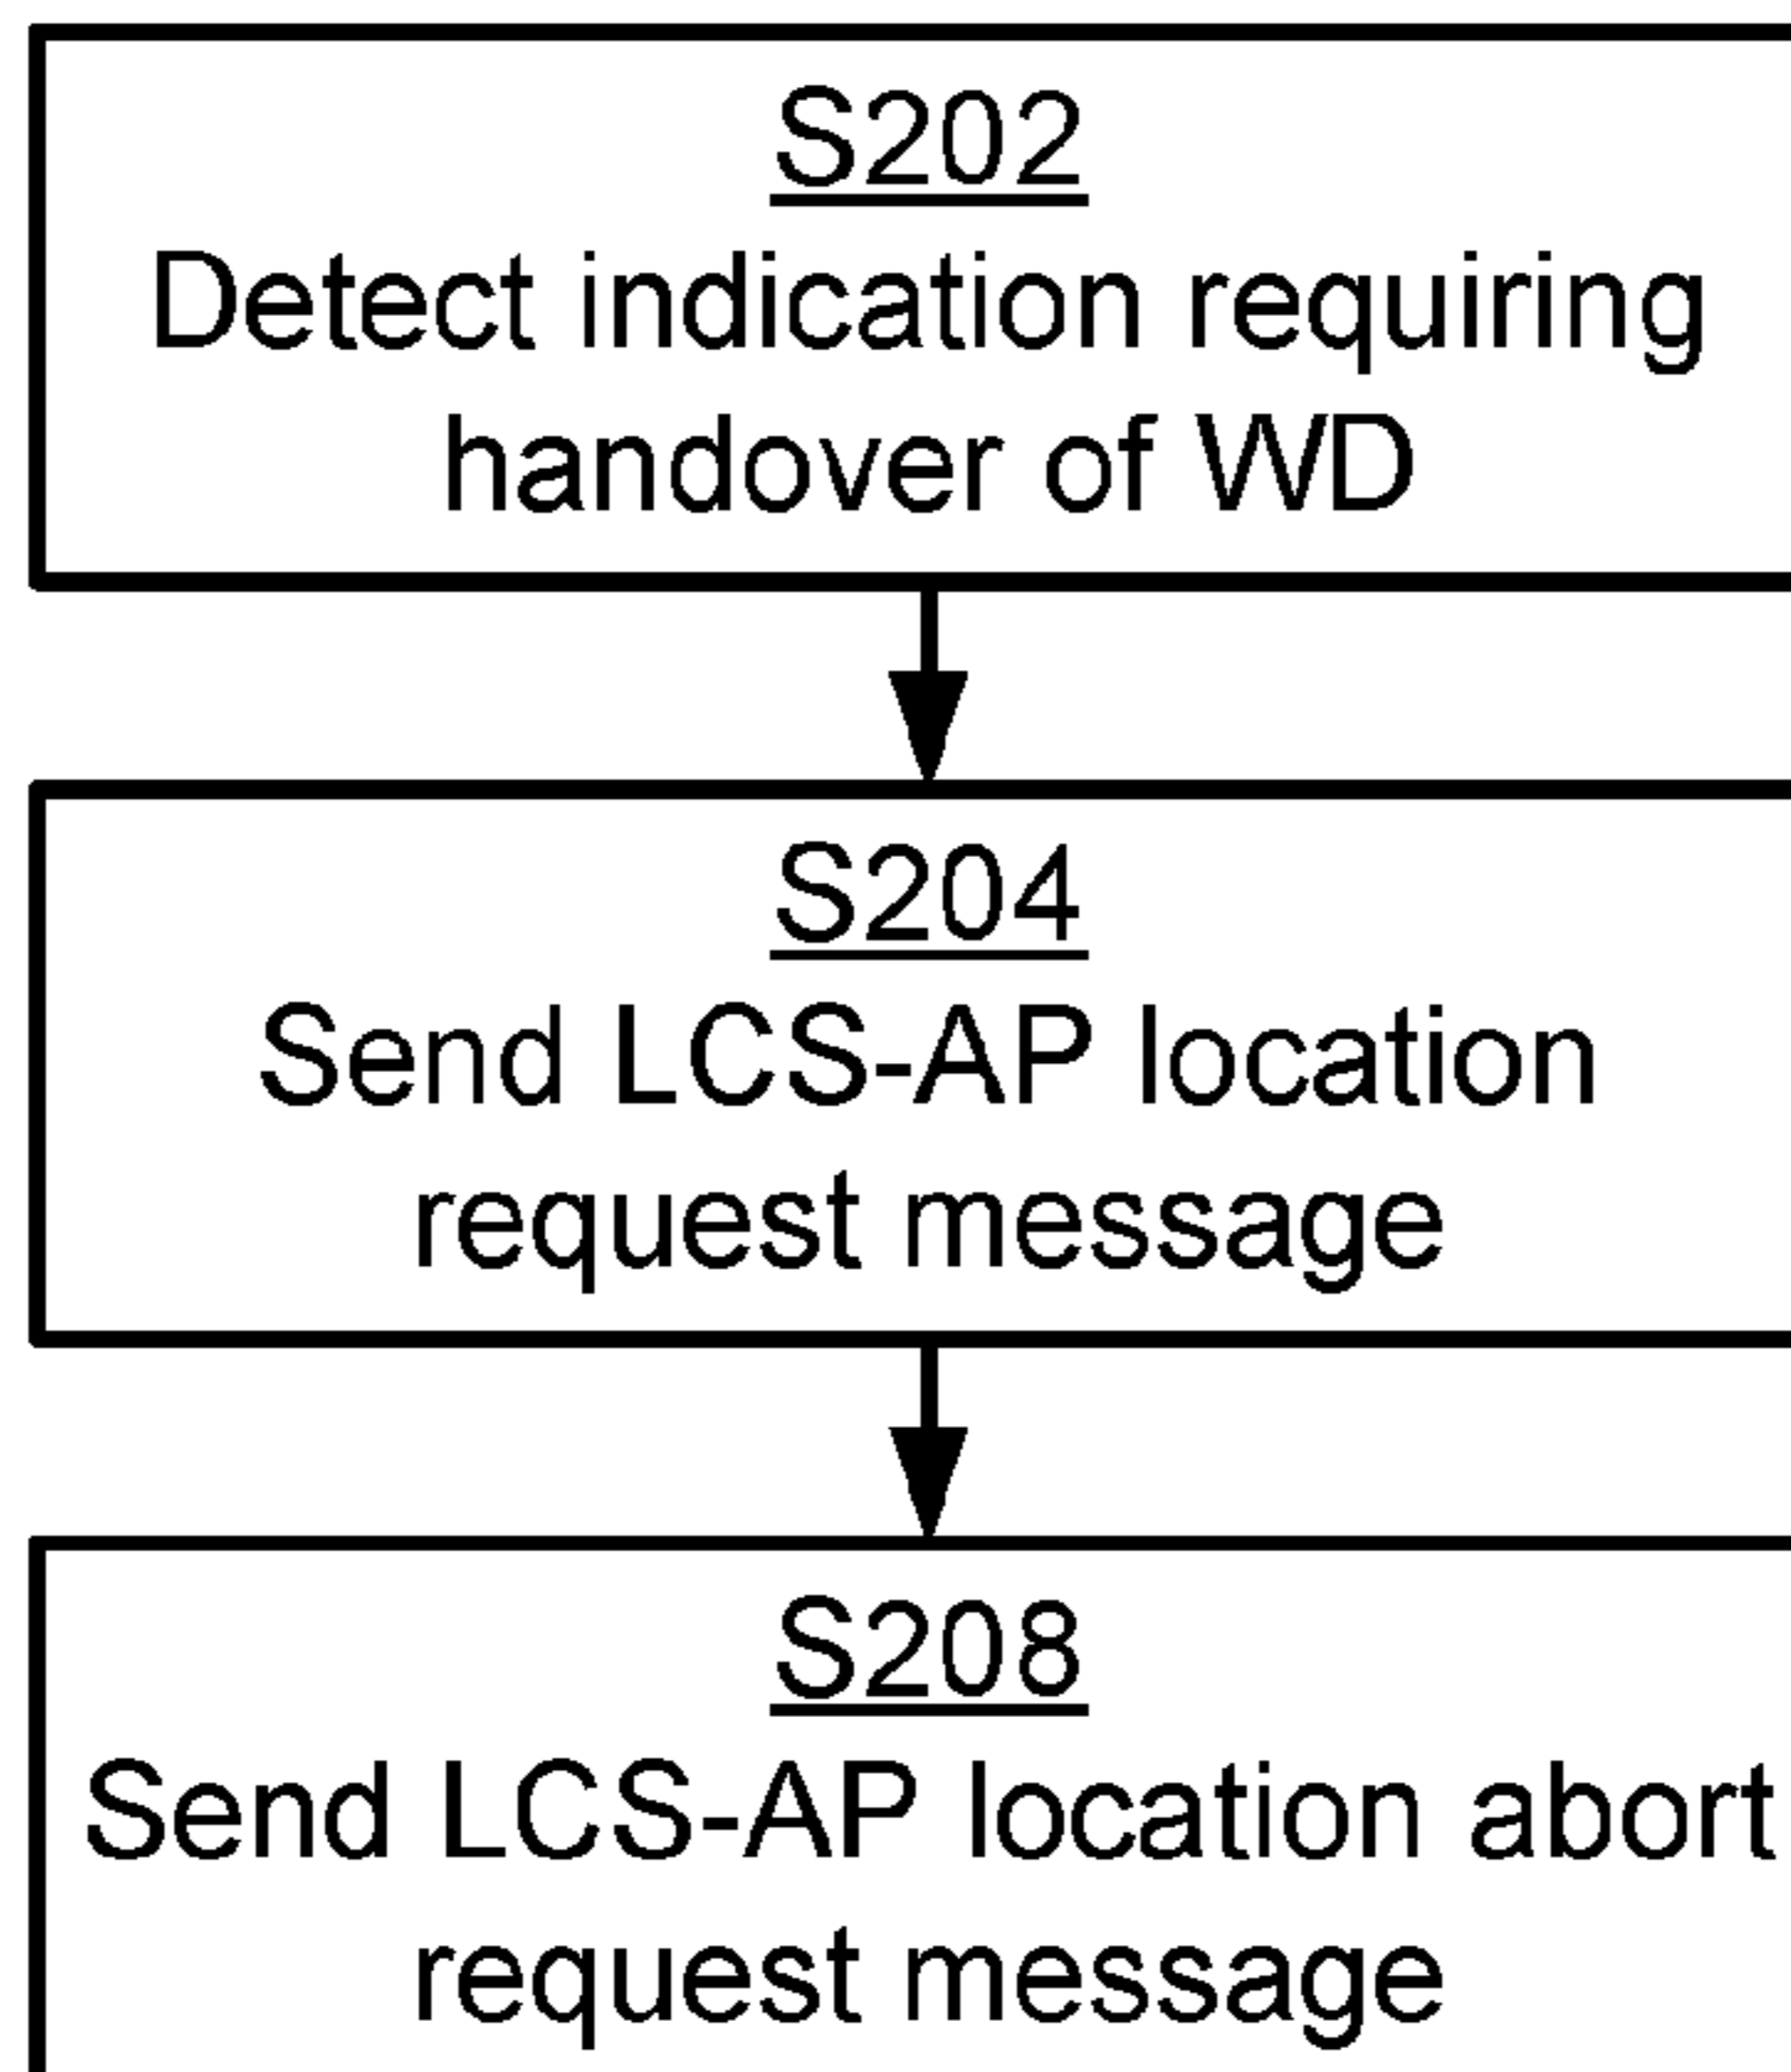 S202
Detect indication requiring
handover of WD
S204
Send LCS-AP location
request message
S208
Send LCS-AP location abort
request message